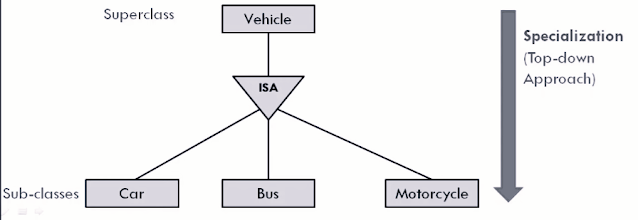 Superclass
Vehicle
Specialization
(Top-down
Approach)
ISA
Sub-classes
Car
Bus
Motorcycle